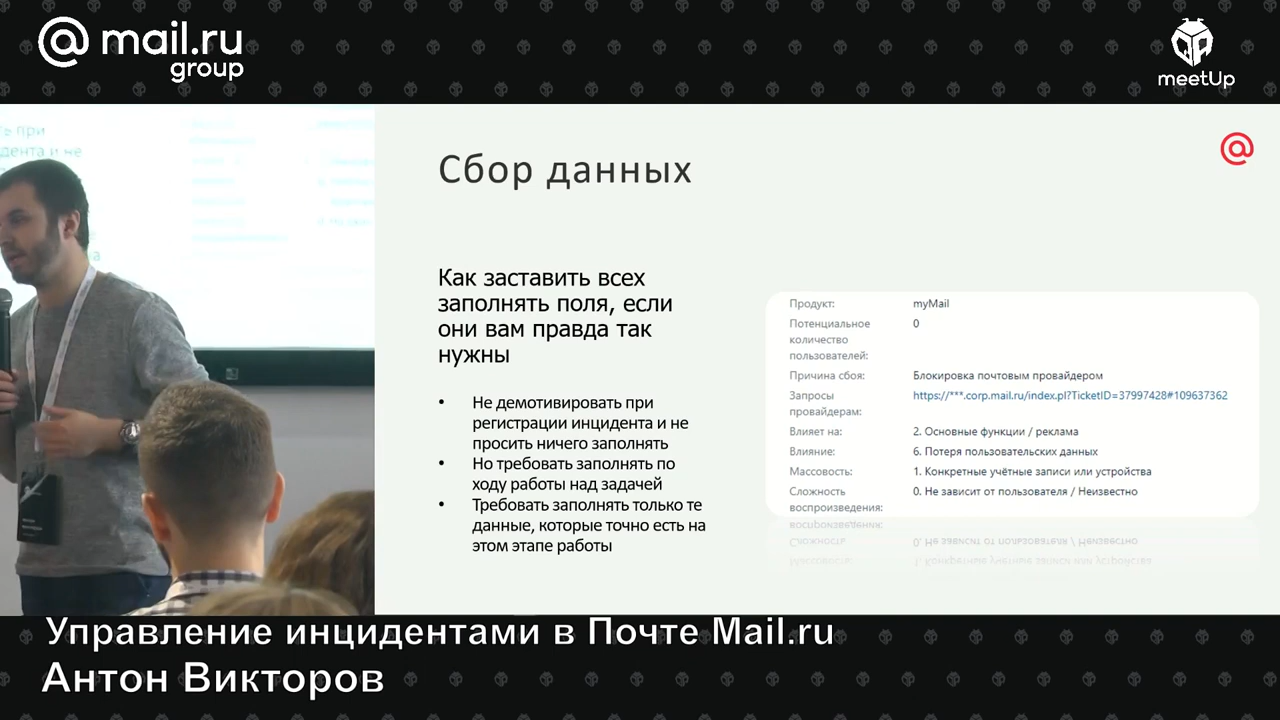 @mail.ru
group
meetUp
ь при
дента и не
Сбор данных
Как заставить всех
заполнять поля, если
они вам правда так
нужны
• Не демотивировать при
регистрации инцидента и не
просить ничего заполнять
• Но требовать заполнять по
ходу работы над задачей
• Требовать заполнять только те
данные, которые точно есть на
этом этапе работы
Продукт: myMail
Потенциальное 0
количество
пользователей:
Причина сбоя: Блокировка почтовым провайдером
Запросы https://***.corp.mail.ru/index.pl?TicketID=37997428#109637362
провайдерам:
Влияет на: 2. Основные функции / реклама
Влияние: 6. Потеря пользовательских данных
Массовость: 1. Конкретные учётные записи или устройства
Сложность 0. Не зависит от пользователя / Неизвестно
воспроизведения:
Управление инцидентами в Почте Mail.ru
Антон Викторов